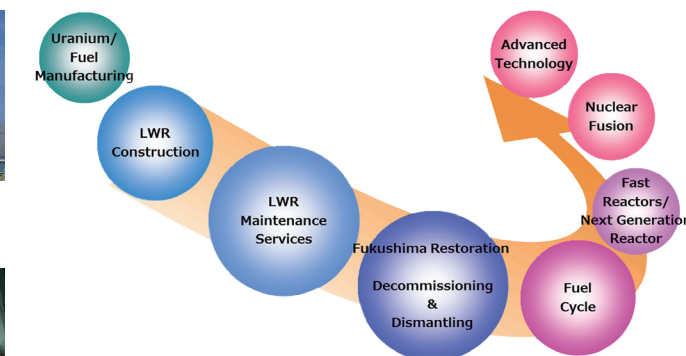 Uranium/
Fuel
Manufacturing
LWR
Construction
LWR
Maintenance
Services
Fukushima Restoration
Decommissioning
&
Dismantling
Fuel
Cycle
Fast
Reactors/
Next Generation
Reactor
Nuclear
Fusion
Advanced
Technology